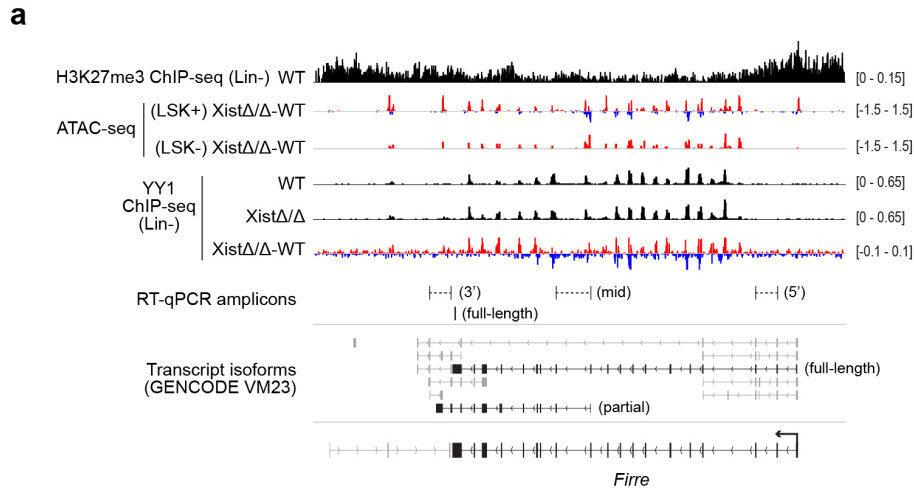 a
H3K27me3 ChIP-seq (Lin-) WT [0 - 0.15]
ATAC-seq
(LSK+) XistΔ/Δ-WT [-1.5 - 1.5]
(LSK-) XistΔ/Δ-WT [-1.5 - 1.5]
YY1
ChIP-seq
(Lin-)
WT [0 - 0.65]
XistΔ/Δ [0 - 0.65]
XistΔ/Δ-WT [-0.1 - 0.1]
RT-qPCR amplicons
(3') (mid) (5')
(full-length)
Transcript isoforms
(GENCODE VM23)
(full-length)
(partial)
Firre